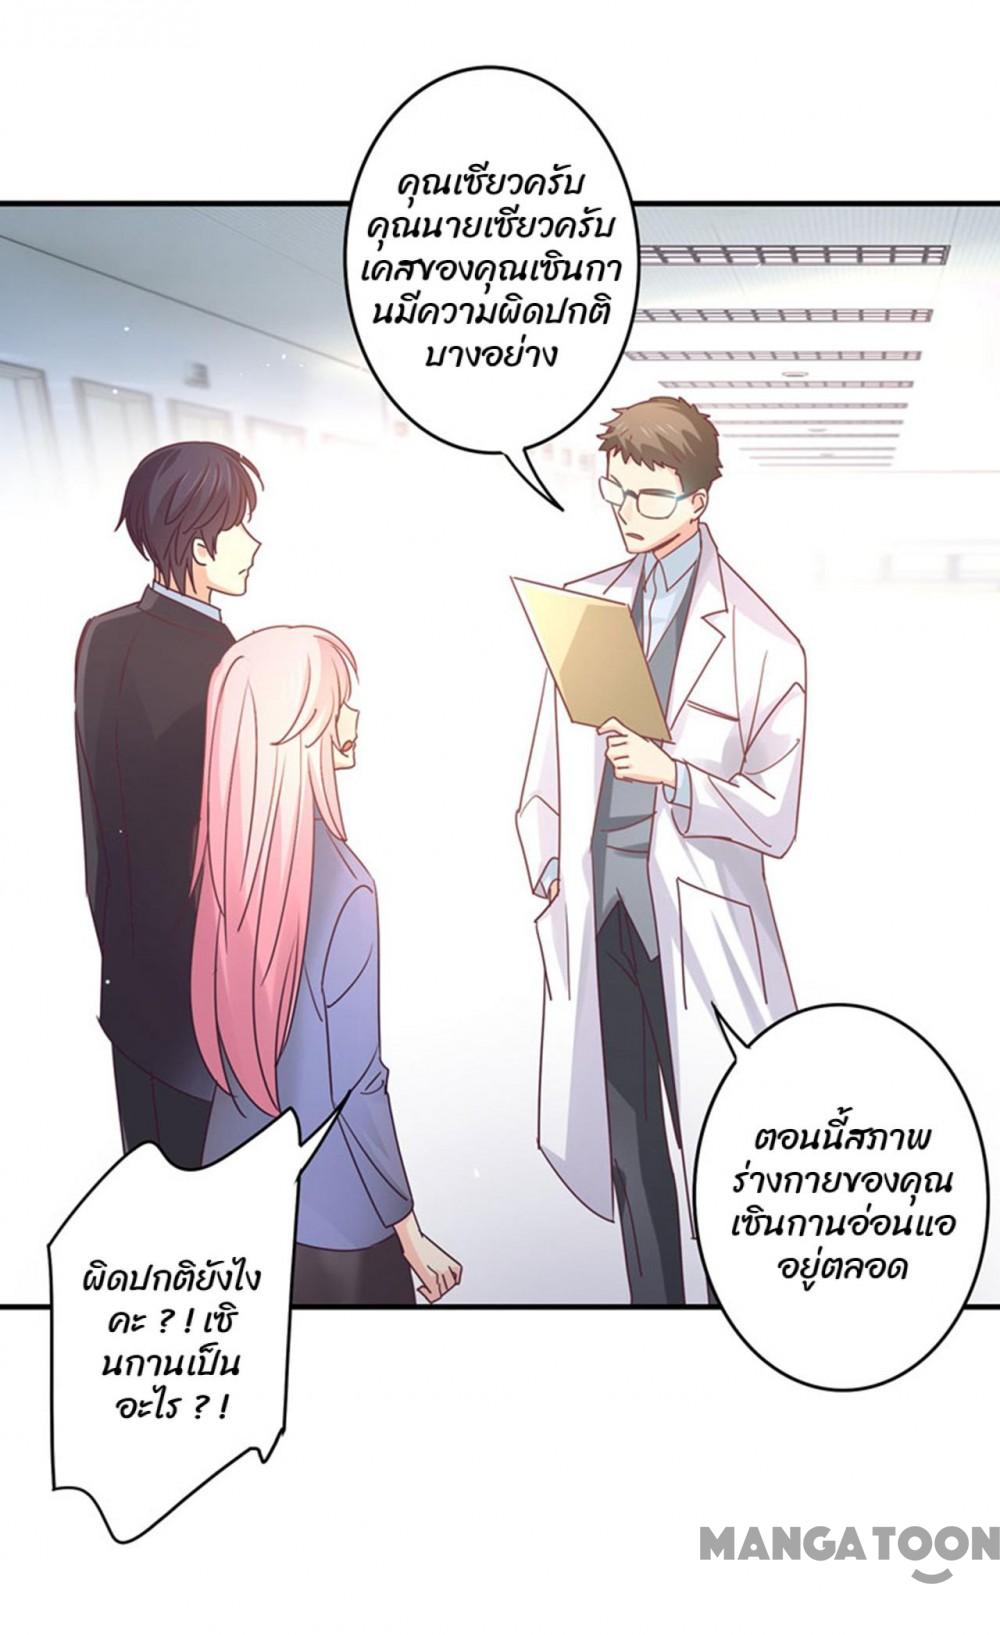 คุณเซียวครับ
คุณนายเซียวครับ
เคสของคุณเซินกา
นมีความผิดปกติ
บางอย่าง
ผิดปกติยังไง
คะ ? ! เซิ
นกานเป็น
อะไร ? !
ตอนนี้สภาพ
ร่างกายของคุณ
เซินกานอ่อนแอ
อยู่ตลอด
MANGATOON